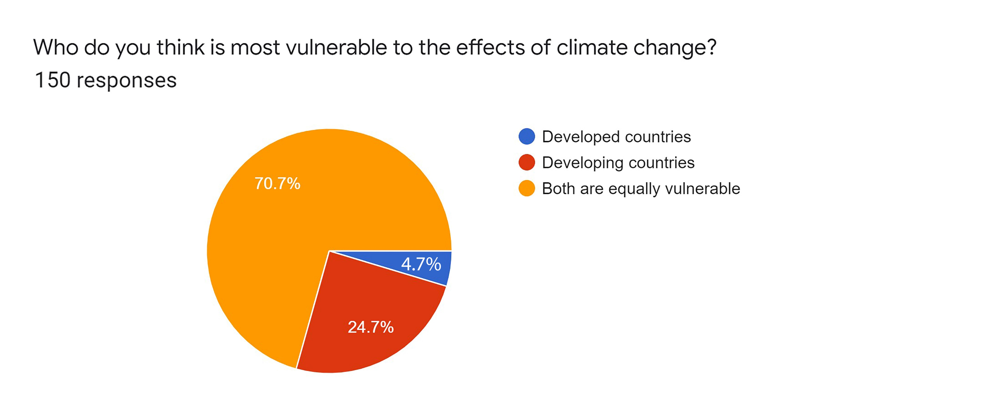 Who do you think is most vulnerable to the effects of climate change?
150 responses
Developed countries
Developing countries
Both are equally vulnerable
70.7%
4.7%
24.7%